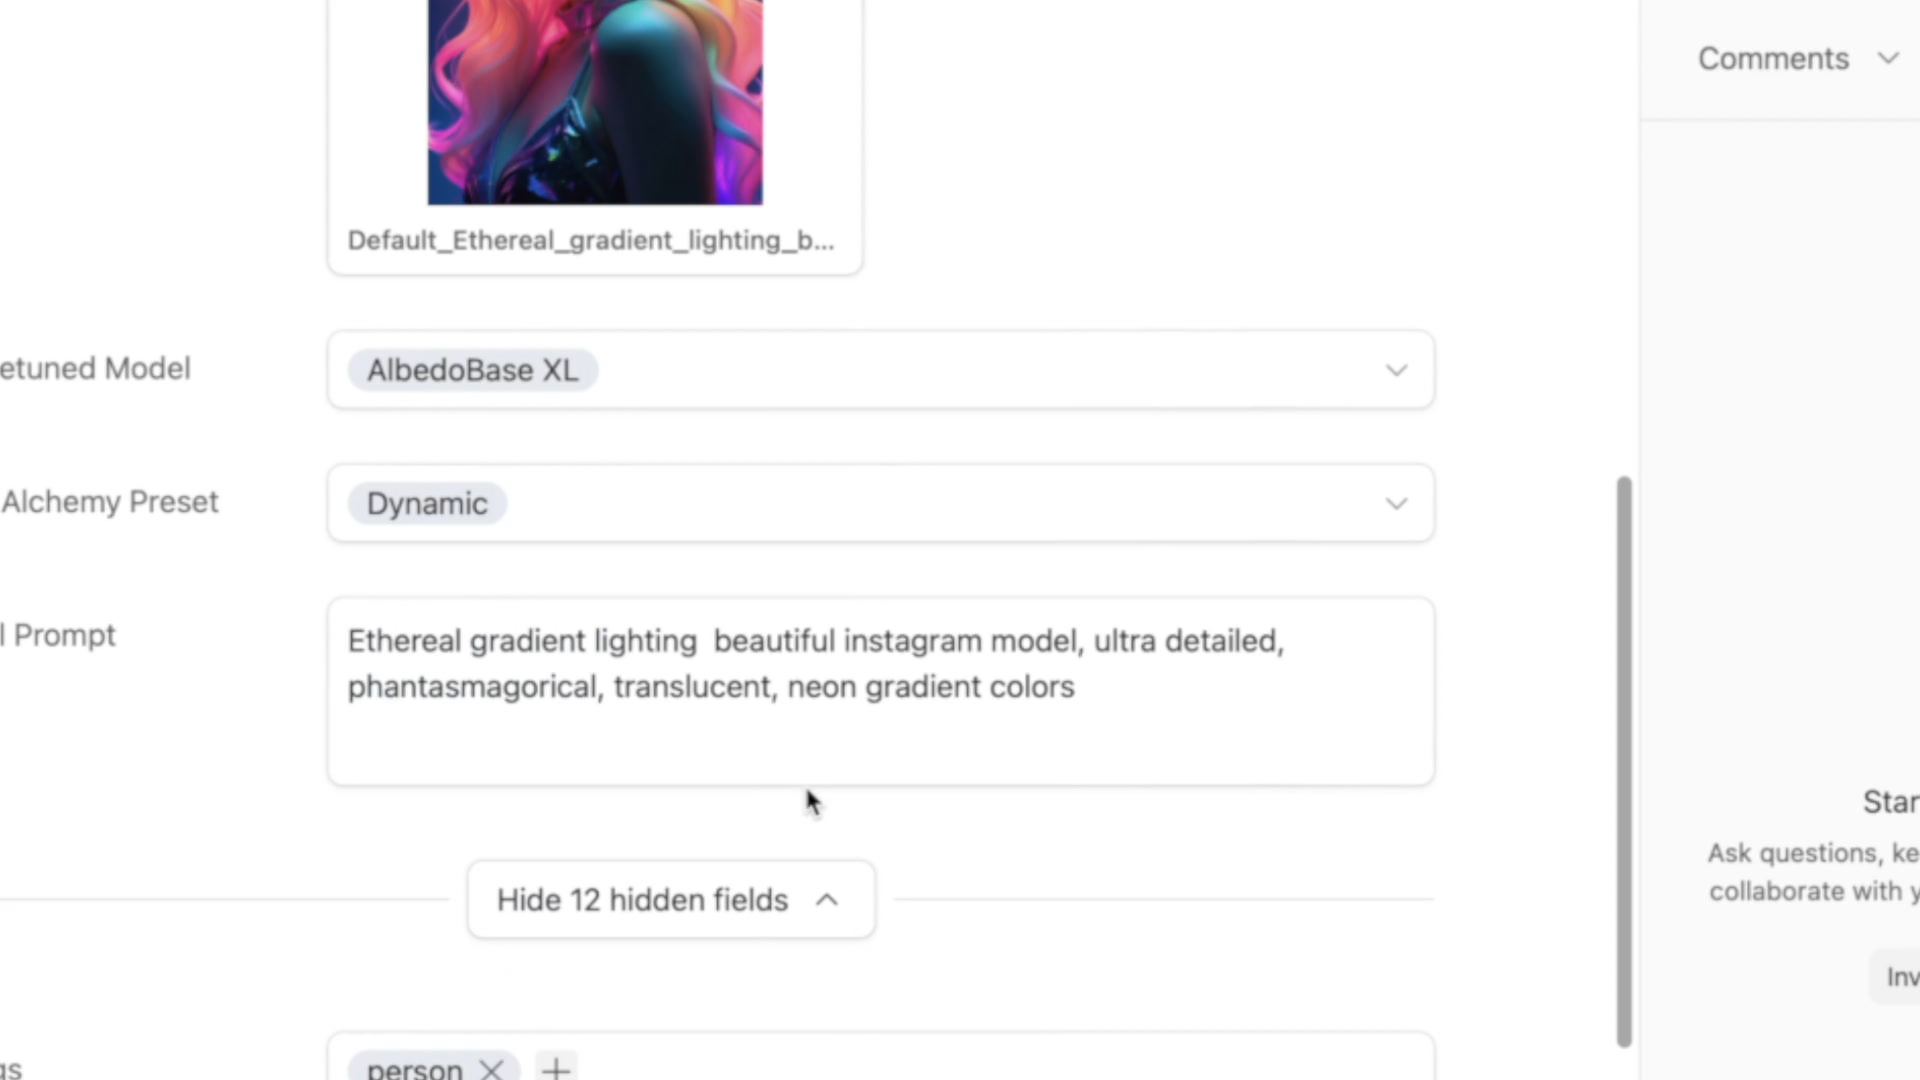 Comments
Default_Ethereal_gradient_lighting_b...
etuned Model
AlbedoBase XL
Alchemy Preset
Dynamic
l Prompt
Ethereal gradient lighting  beautiful instagram model, ultra detailed,
phantasmagorical, translucent, neon gradient colors
Hide 12 hidden fields
Star
Ask questions, ke
collaborate with y
Inv
gs
person